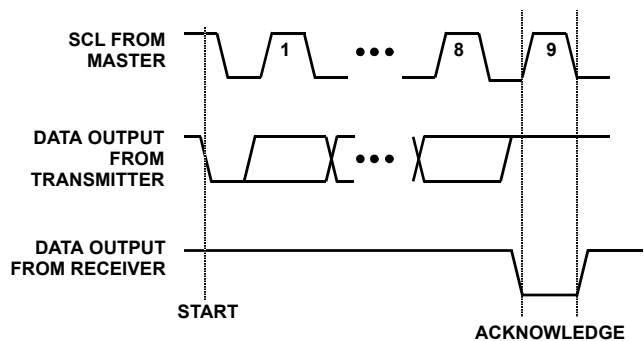 SCL FROM
MASTER
1
8
9
DATA OUTPUT
FROM
TRANSMITTER
DATA OUTPUT
FROM RECEIVER
START
ACKNOWLEDGE